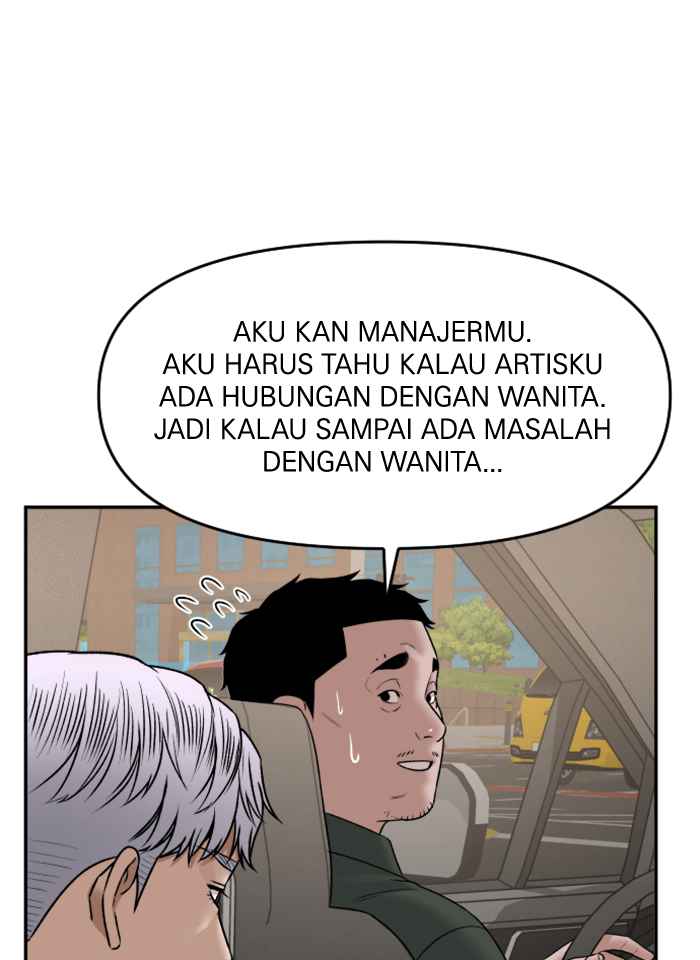 AKU KAN MANAJERMU.
AKU HARUS TAHU KALAU ARTISKU
ADA HUBUNGAN DENGAN WANITA.
JADI KALAU SAMPAI ADA MASALAH
DENGAN WANITA...